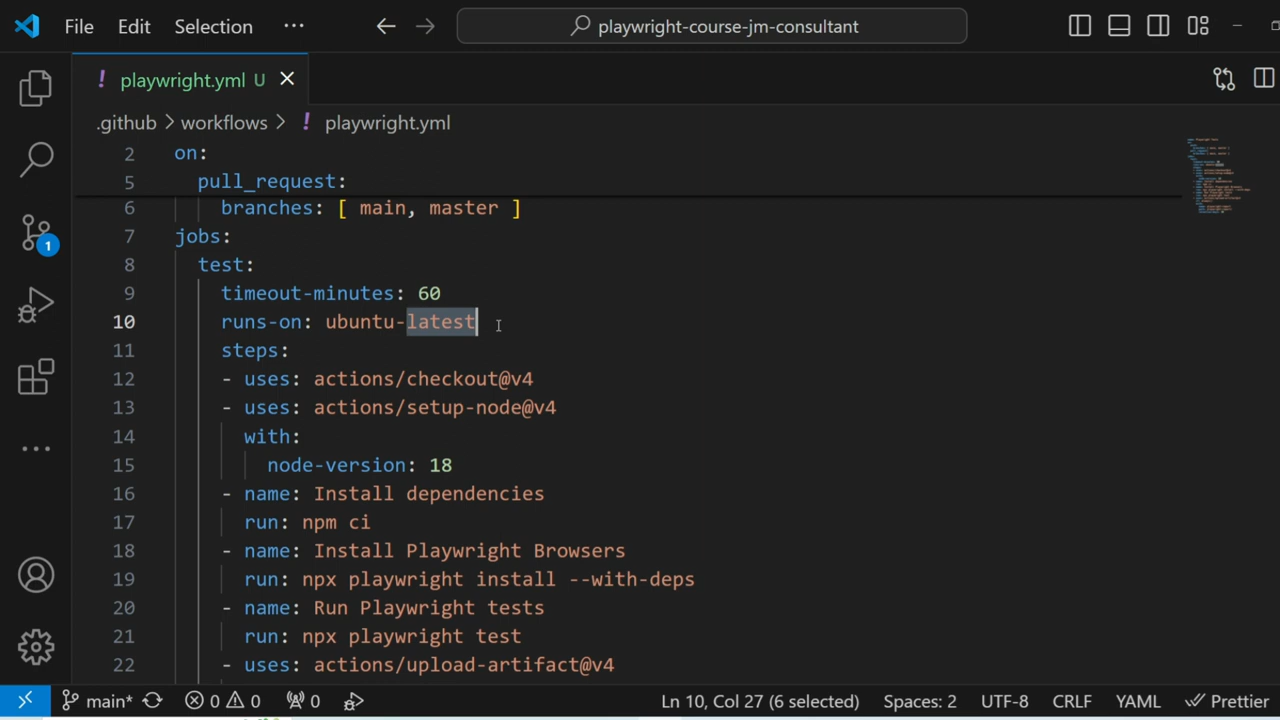 File Edit Selection ··· playwright-course-jm-consultant
! playwright.yml U
.github > workflows > ! playwright.yml
2 on:
5 pull_request:
6 branches: [ main, master ]
7 jobs:
8 test:
9 timeout-minutes: 60
10 runs-on: ubuntu-latest
11 steps:
12 - uses: actions/checkout@v4
13 - uses: actions/setup-node@v4
14 with:
15 node-version: 18
16 - name: Install dependencies
17 run: npm ci
18 - name: Install Playwright Browsers
19 run: npx playwright install --with-deps
20 - name: Run Playwright tests
21 run: npx playwright test
22 - uses: actions/upload-artifact@v4
1
main* 0 0 0 Ln 10, Col 27 (6 selected) Spaces: 2 UTF-8 CRLF YAML Prettier